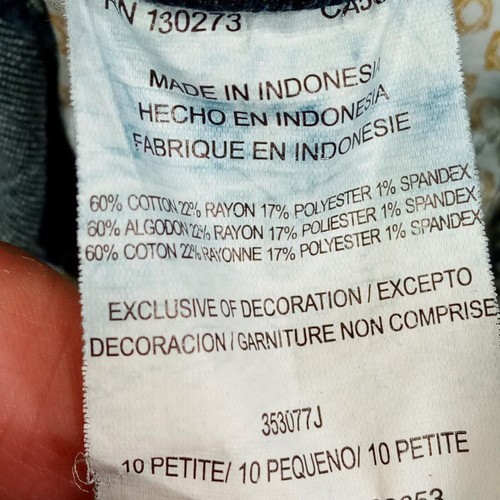 RN 130273
MADE IN INDONESIA
HECHO EN INDONESIA
FABRIQUE EN INDONESIE
60% COTTON 22% RAYON 17% POLYESTER 1% SPANDEX
60% ALGODON 22% RAYON 17% POLIESTER 1% SPANDEX
60% COTON 22% RAYONNE 17% POLYESTER 1% SPANDEX
EXCLUSIVE OF DECORATION / EXCEPTO
DECORACION / GARNITURE NON COMPRISE
353077J
10 PETITE/ 10 PEQUENO/ 10 PETITE